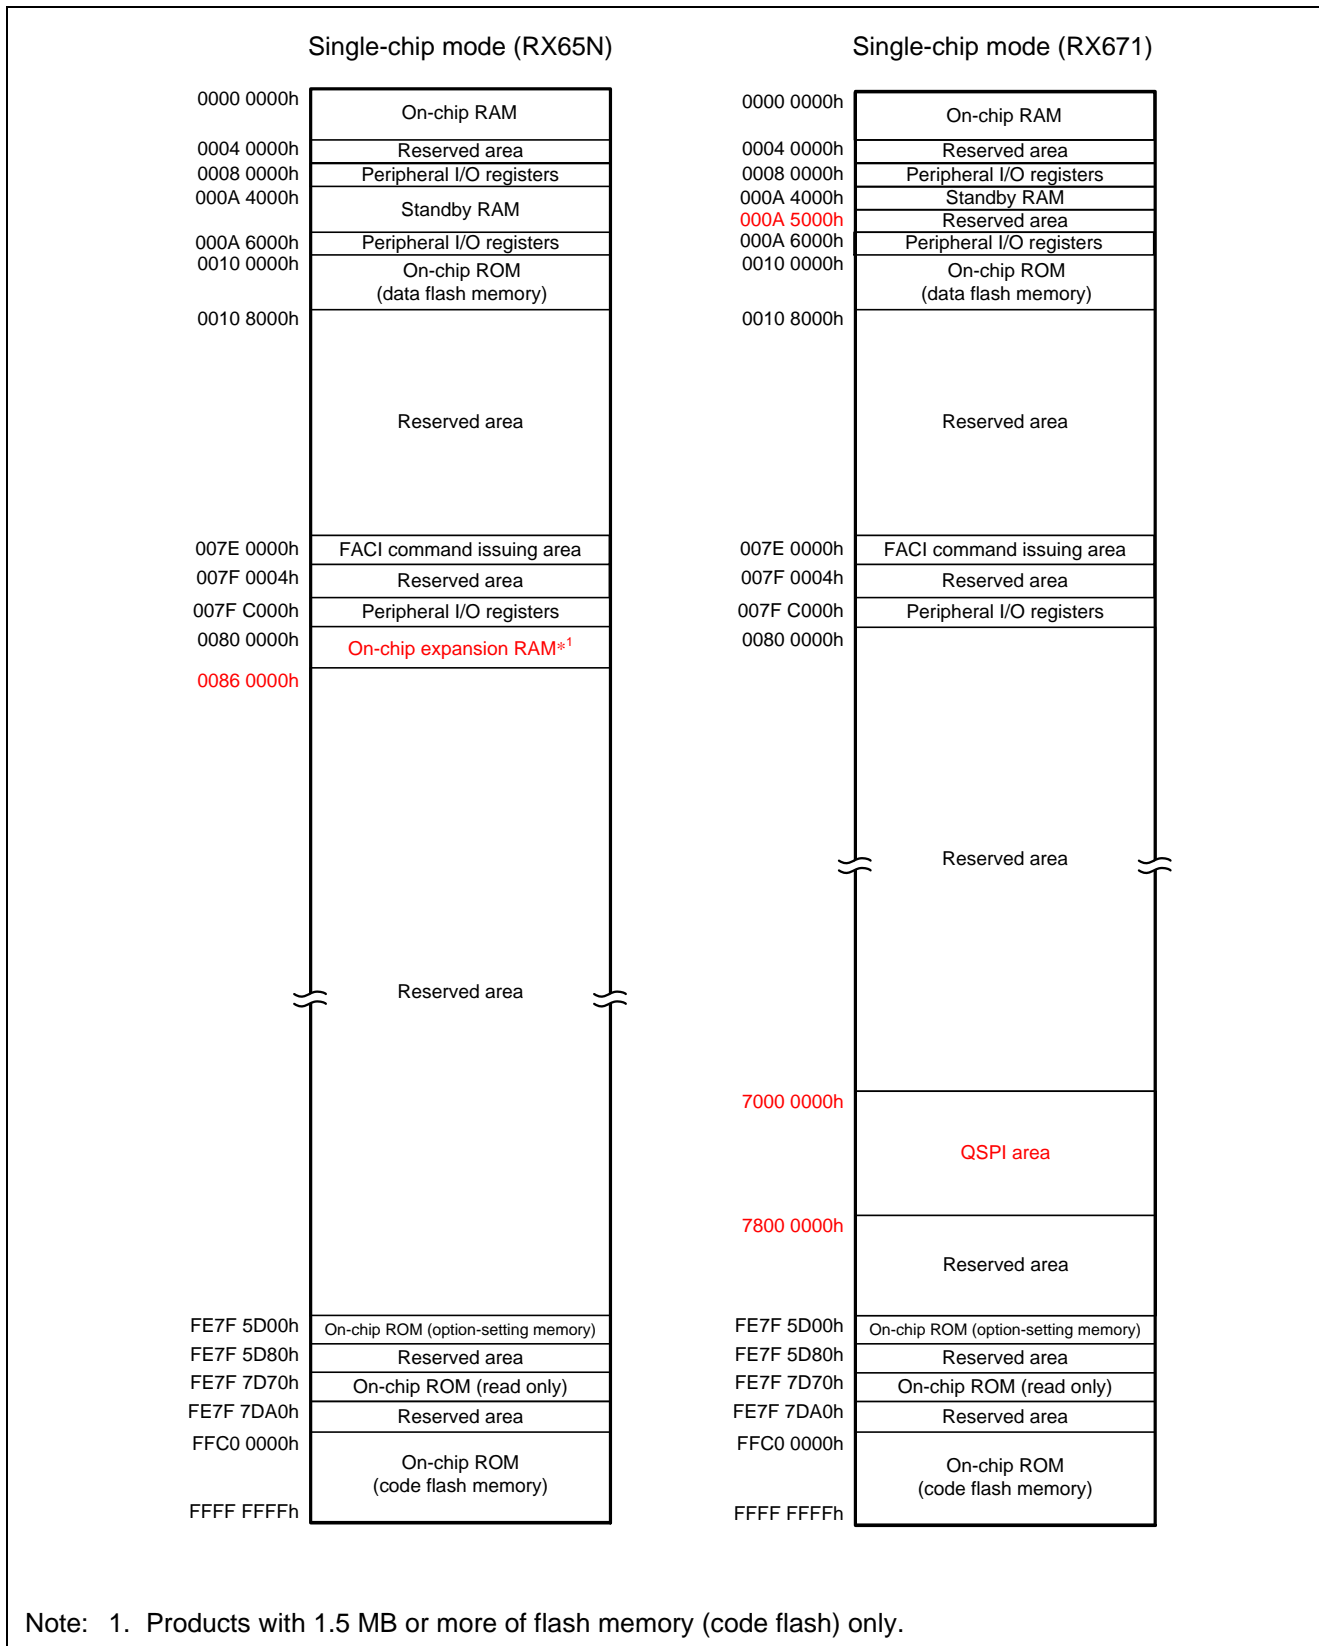 Single-chip mode (RX65N)
0000 0000h
On-chip RAM
0004 0000h
Reserved area
0008 0000h
Peripheral I/O registers
000A 4000h
Standby RAM
000A 6000h
Peripheral I/O registers
0010 0000h
On-chip ROM
(data flash memory)
0010 8000h
Reserved area
007E 0000h
FACI command issuing area
007F 0004h
Reserved area
007F C000h
Peripheral I/O registers
0080 0000h
On-chip expansion RAM*1
0086 0000h
Reserved area
FE7F 5D00h
On-chip ROM (option-setting memory)
FE7F 5D80h
Reserved area
FE7F 7D70h
On-chip ROM (read only)
FE7F 7DA0h
Reserved area
FFC0 0000h
On-chip ROM
(code flash memory)
FFFF FFFFh
Single-chip mode (RX671)
0000 0000h
On-chip RAM
0004 0000h
Reserved area
0008 0000h
Peripheral I/O registers
000A 4000h
Standby RAM
000A 5000h
Reserved area
000A 6000h
Peripheral I/O registers
0010 0000h
On-chip ROM
(data flash memory)
0010 8000h
Reserved area
007E 0000h
FACI command issuing area
007F 0004h
Reserved area
007F C000h
Peripheral I/O registers
0080 0000h
Reserved area
7000 0000h
QSPI area
7800 0000h
Reserved area
FE7F 5D00h
On-chip ROM (option-setting memory)
FE7F 5D80h
Reserved area
FE7F 7D70h
On-chip ROM (read only)
FE7F 7DA0h
Reserved area
FFC0 0000h
On-chip ROM
(code flash memory)
FFFF FFFFh
Note: 1. Products with 1.5 MB or more of flash memory (code flash) only.